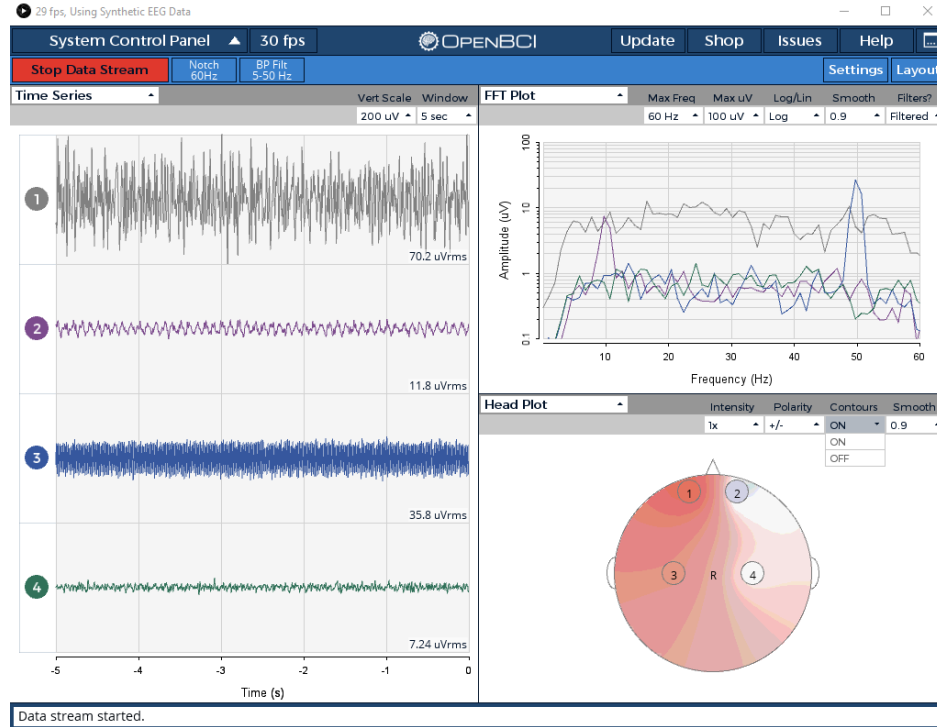 29 fps, Using Synthetic EEG Data
System Control Panel 30 fps OPENBCI Update Shop Issues Help
Stop Data Stream Notch 60Hz BP Filt 5-50 Hz Settings Layout
Time Series
Vert Scale Window
200 uV 5 sec
1
70.2 uVrms
2
11.8 uVrms
3
35.8 uVrms
4
7.24 uVrms
-5 -4 -3 -2 -1 0
Time (s)
FFT Plot
Max Freq Max uV Log/Lin Smooth Filters?
60 Hz 100 uV Log 0.9 Filtered
Amplitude (uV)
100
10
1
0.1
10 20 30 40 50 60
Frequency (Hz)
Head Plot
Intensity Polarity Contours Smooth
1x +/- ON 0.9
ON
OFF
1 2
3 R 4
Data stream started.